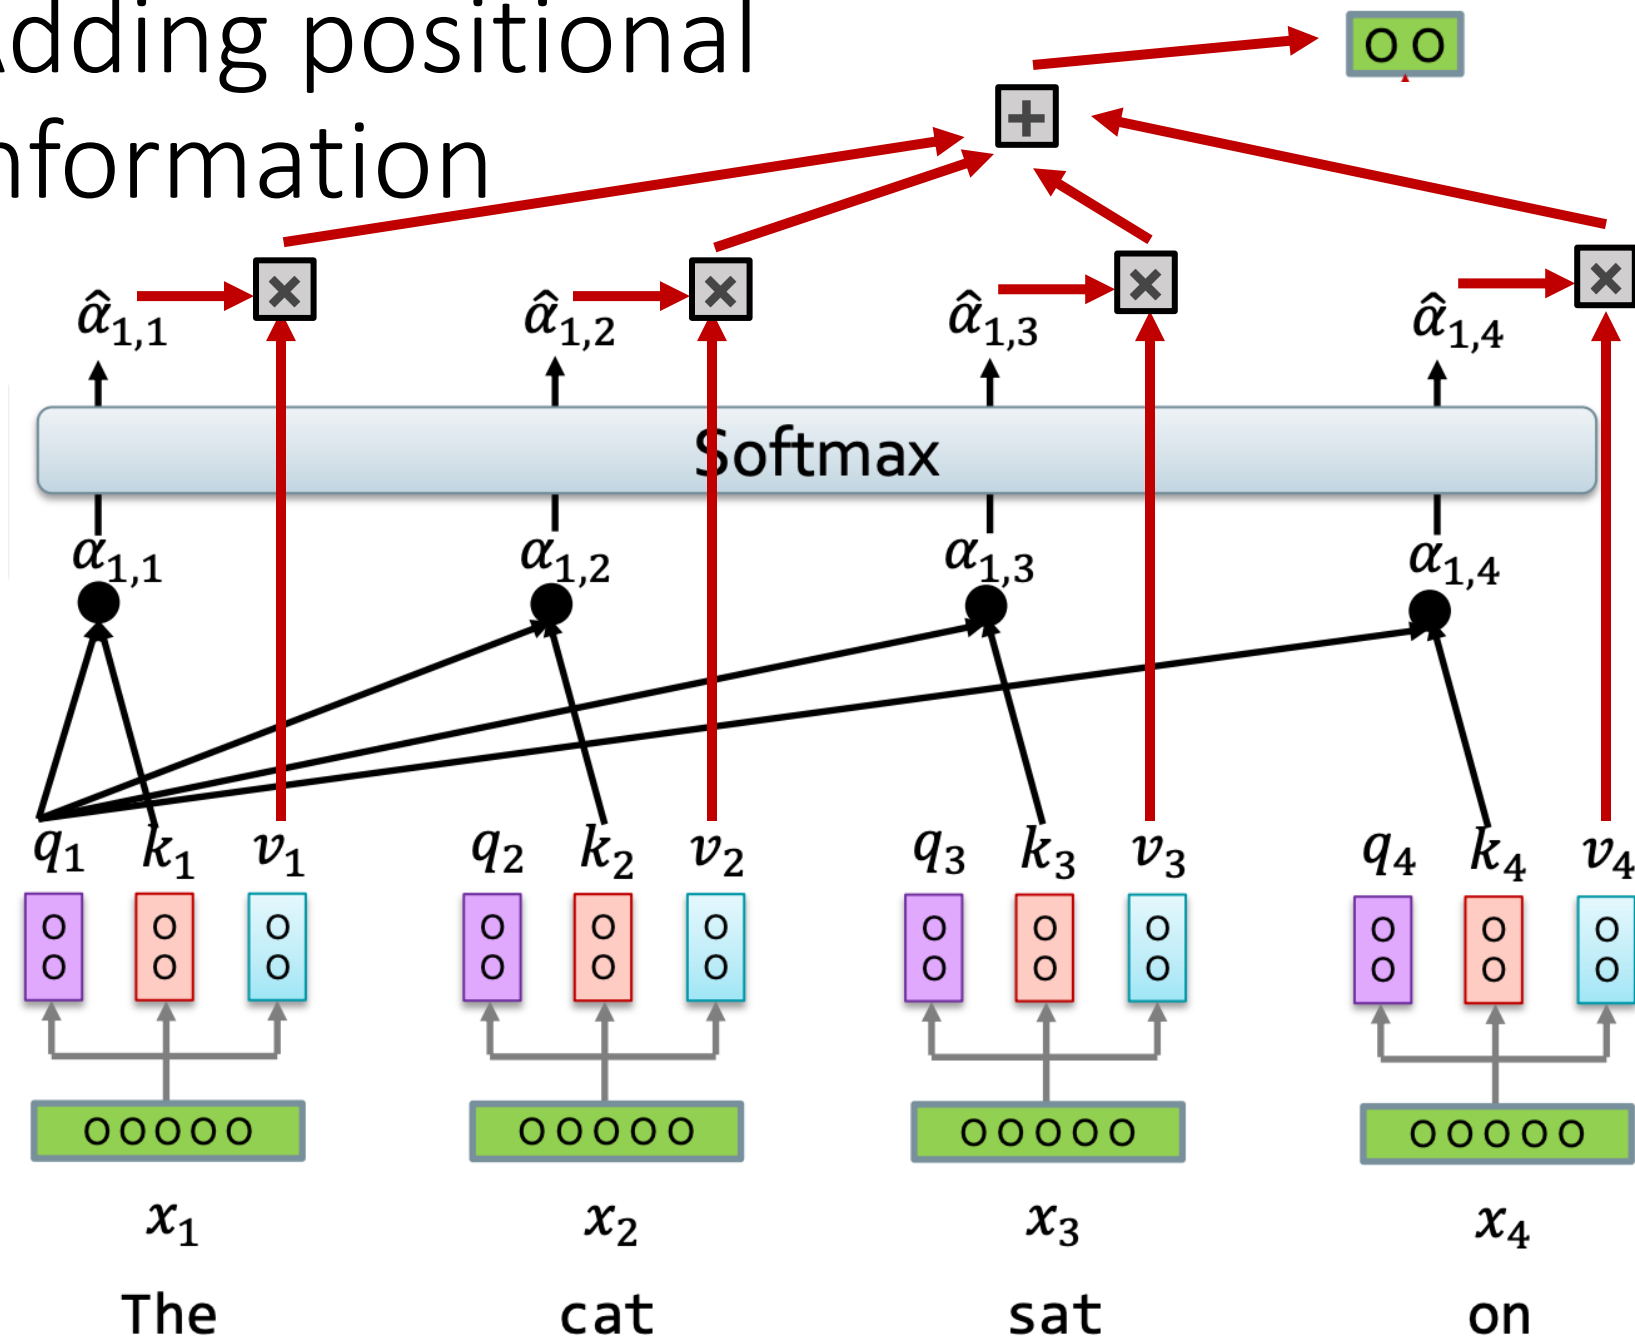 dding positional
nformation
O O
+
× × × ×
α̂1,1 α̂1,2 α̂1,3 α̂1,4
Softmax
α1,1 α1,2 α1,3 α1,4
q1 k1 v1 q2 k2 v2 q3 k3 v3 q4 k4 v4
O O O O O O O O O O O O
O O O O O O O O O O O O
O O O O O O O O O O O O O O O O O O O O
x1 x2 x3 x4
The cat sat on